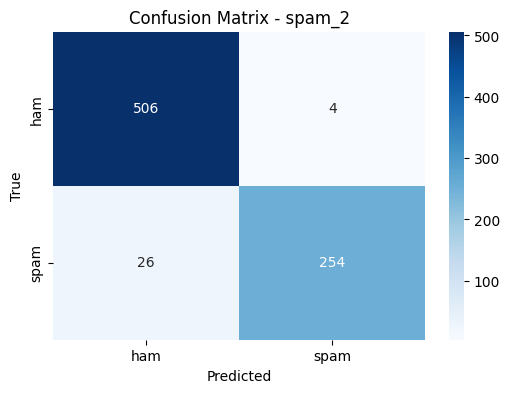 Confusion Matrix - spam_2
True
ham
spam
506
4
26
254
ham
spam
Predicted
500
400
300
200
100